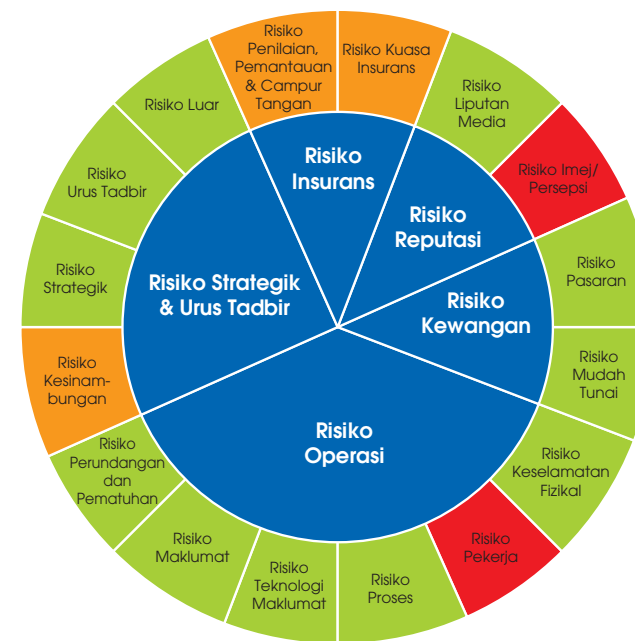 Risiko
Penilaian,
Pemantauan
& Campur
Tangan
Risiko Kuasa
Insurans
Risiko
Liputan
Media
Risiko Imej/
Persepsi
Risiko
Pasaran
Risiko
Mudah
Tunai
Risiko
Keselamatan
Fizikal
Risiko
Pekerja
Risiko
Proses
Risiko
Teknologi
Maklumat
Risiko
Maklumat
Risiko
Perundangan
dan
Pematuhan
Risiko
Kesinam-
bungan
Risiko
Strategik
Risiko
Urus Tadbir
Risiko Luar
Risiko
Insurans
Risiko
Reputasi
Risiko
Kewangan
Risiko
Operasi
Risiko Strategik
& Urus Tadbir